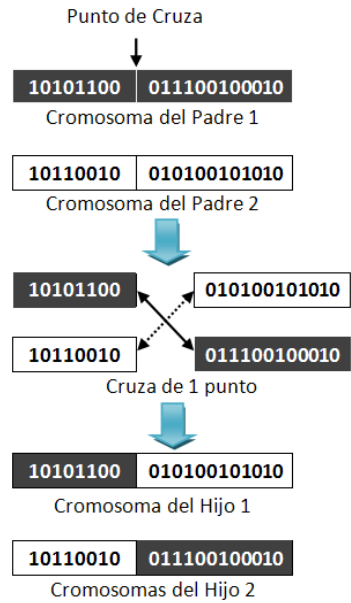 Punto de Cruza
10101100 011100100010
Cromosoma del Padre 1
10110010 010100101010
Cromosoma del Padre 2
10101100 010100101010
10110010 011100100010
Cruza de 1 punto
10101100 010100101010
Cromosoma del Hijo 1
10110010 011100100010
Cromosomas del Hijo 2